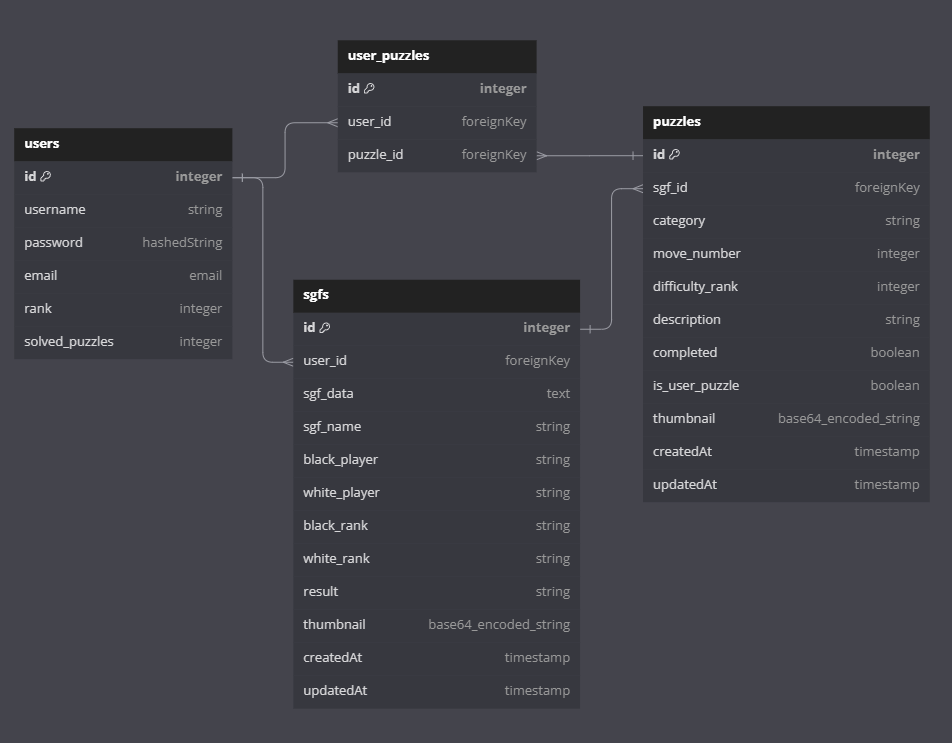 user_puzzles
id integer
user_id foreignKey
puzzle_id foreignKey
users
id integer
username string
password hashedString
email email
rank integer
solved_puzzles integer
puzzles
id integer
sgf_id foreignKey
category string
move_number integer
difficulty_rank integer
description string
completed boolean
is_user_puzzle boolean
thumbnail base64_encoded_string
createdAt timestamp
updatedAt timestamp
sgfs
id integer
user_id foreignKey
sgf_data text
sgf_name string
black_player string
white_player string
black_rank string
white_rank string
result string
thumbnail base64_encoded_string
createdAt timestamp
updatedAt timestamp